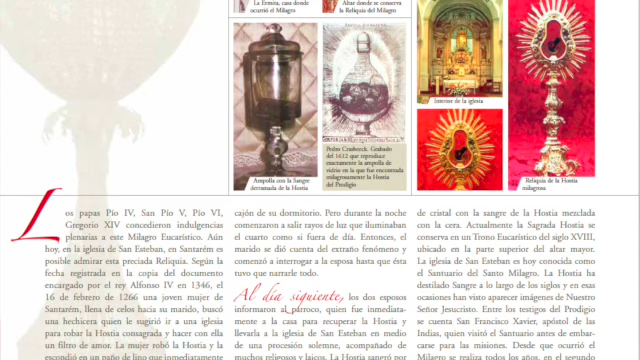 La Ermita, casa donde
ocurrió el Milagro
Altar donde se conserva
la Reliquia del Milagro
Ampolla con la Sangre
derramada de la Hostia
Pedro Craesbeeck. Grabado
del 1612 que reproduce
exactamente la ampolla de
vidrio en la que fue encontrada
milagrosamente la Hostia
del Prodigio
Interior de la iglesia
Reliquia de la Hostia
milagrosa
Los papas Pío IV, San Pío V, Pío VI,
Gregorio XIV concedieron indulgencias
plenarias a este Milagro Eucarístico. Aún
hoy, en la iglesia de San Esteban, en Santarém es
posible admirar esta preciada Reliquia. Según la
fecha registrada en la copia del documento
encargado por el rey Alfonso IV en 1346, el
16 de febrero de 1266 una joven mujer de
Santarém, llena de celos hacia su marido, buscó
una hechicera quien le sugirió ir a una iglesia
para robar la Hostia consagrada y hacer con ella
un filtro de amor. La mujer robó la Hostia y la
escondió en un paño de lino que inmediatamente
cajón de su dormitorio. Pero durante la noche
comenzaron a salir rayos de luz que iluminaban
el cuarto como si fuera de día. Entonces, el
marido se dió cuenta del extraño fenómeno y
comenzó a interrogar a la esposa hasta que ésta
tuvo que narrarle todo.
Al día siguiente, los dos esposos
informaron al párroco, quien fue inmediata-
mente a la casa para recuperar la Hostia y
llevarla a la iglesia de San Esteban en medio
de una procesión solemne, acompañado de
muchos religiosos y laicos. La Hostia sangró por
de cristal con la sangre de la Hostia mezclada
con la cera. Actualmente la Sagrada Hostia se
conserva en un Trono Eucarístico del siglo XVIII,
ubicado en la parte superior del altar mayor.
La iglesia de San Esteban es hoy conocida como
el Santuario del Santo Milagro. La Hostia ha
destilado Sangre a lo largo de los siglos y en esas
ocasiones han visto aparecer imágenes de Nuestro
Señor Jesucristo. Entre los testigos del Prodigio
se cuenta San Francisco Xavier, apóstol de las
Indias, quien visitó el Santuario antes de embar-
carse para las misiones. Desde que ocurrió el
Milagro se realiza todos los años, en el segundo